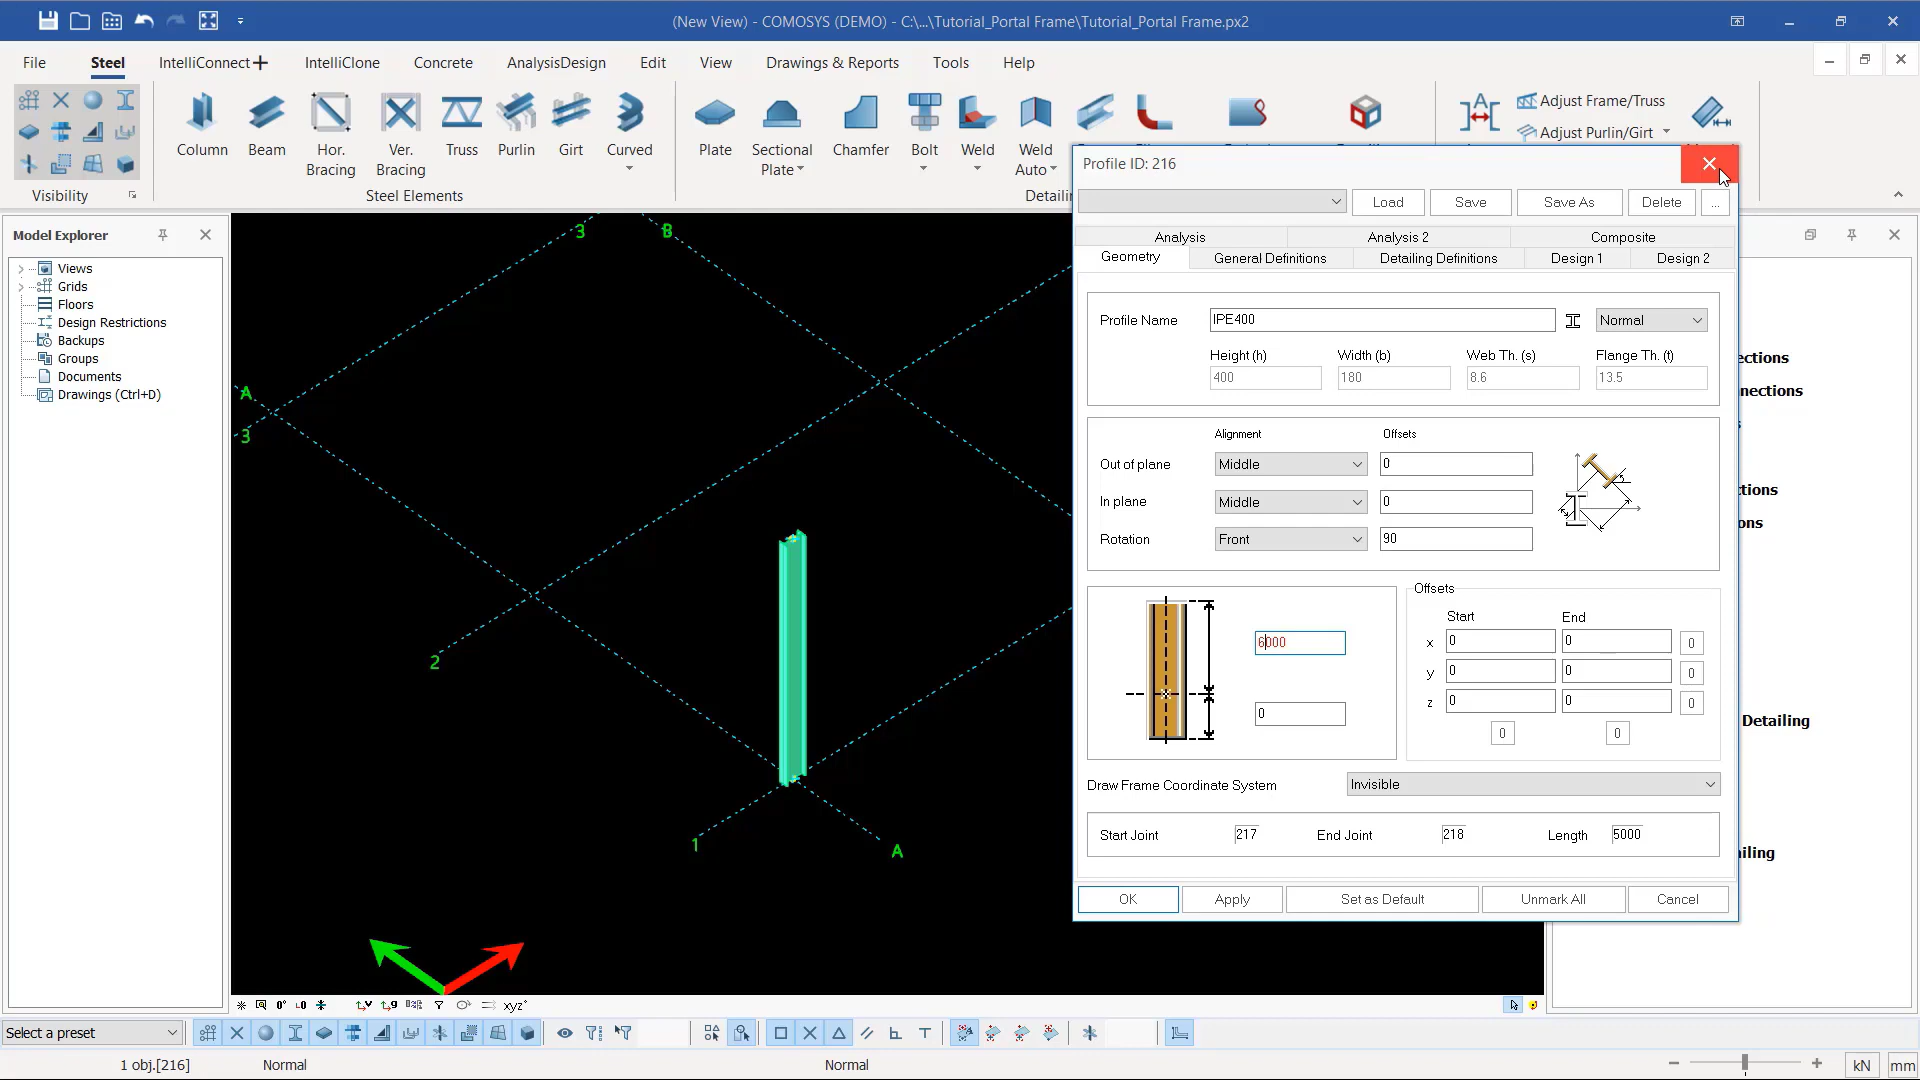 (New View) - COMOSYS (DEMO) - C:\...\Tutorial_Portal Frame\Tutorial_Portal Frame.px2
File Steel IntelliConnect IntelliClone Concrete AnalysisDesign Edit View Drawings & Reports Tools Help
Visibility
Column
Beam
Hor. Bracing
Ver. Bracing
Truss
Purlin
Girt
Curved
Steel Elements
Plate
Sectional Plate
Chamfer
Bolt
Weld
Weld Auto
Adjust Frame/Truss
Adjust Purlin/Girt
Model Explorer
Views
Grids
Floors
Design Restrictions
Backups
Groups
Documents
Drawings (Ctrl+D)
3
B
A
3
2
1
A
Profile ID: 216
Load Save Save As Delete ...
Analysis Analysis 2 Composite
Geometry General Definitions Detailing Definitions Design 1 Design 2
Profile Name IPE400 Normal
Height (h) Width (b) Web Th. (s) Flange Th. (t)
400 180 8.6 13.5
Alignment Offsets
Out of plane Middle 0
In plane Middle 0
Rotation Front 90
6000
0
Offsets
Start End
x 0 0 0
y 0 0 0
z 0 0 0
0 0
Draw Frame Coordinate System Invisible
Start Joint 217 End Joint 218 Length 5000
OK Apply Set as Default Unmark All Cancel
xyz°
Select a preset
1 obj.[216] Normal Normal kN mm